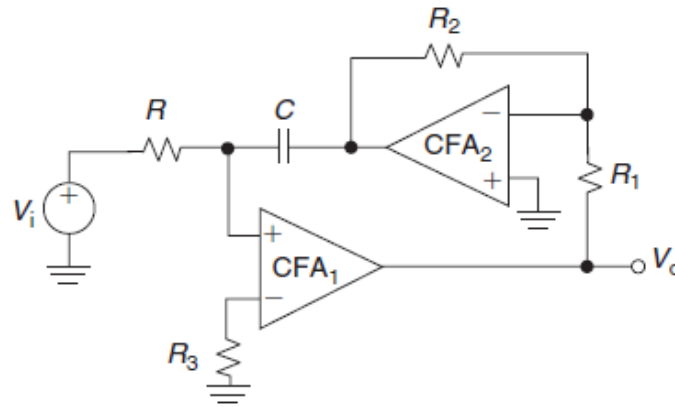 R₂
R
C
−
CFA₂
+
R₁
+
Vᵢ
+
CFA₁
−
Vₒ
R₃